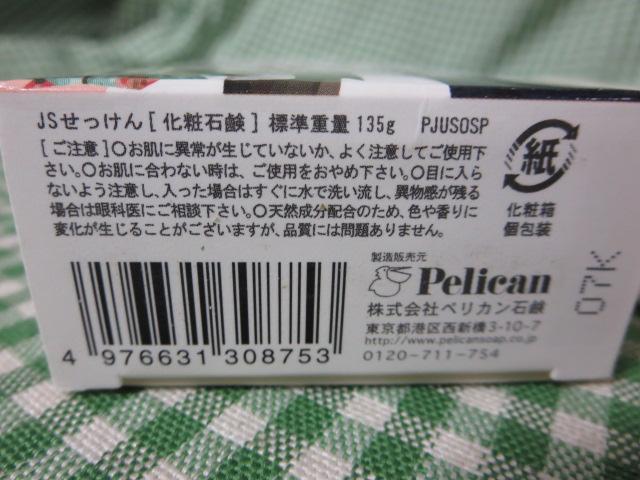 JSせっけん[化粧石鹸]標準重量135g PJUSOSP
[ご注意]○お肌に異常が生じていないか、よく注意してご使用下
さい。○お肌に合わない時は、ご使用をおやめ下さい。○目に入ら
ないよう注意し、入った場合はすぐに水で洗い流し、異物感が残る
場合は眼科医にご相談下さい。○天然成分配合のため、色や香りに
変化が生じることがございますが、品質には問題ありません。
紙
化粧箱
個包装
製造販売元
Pelican
株式会社ペリカン石鹸
東京都港区西新橋3-10-7
http://www.pelicansoap.co.jp
0120-711-754
4 976631 308753
07K